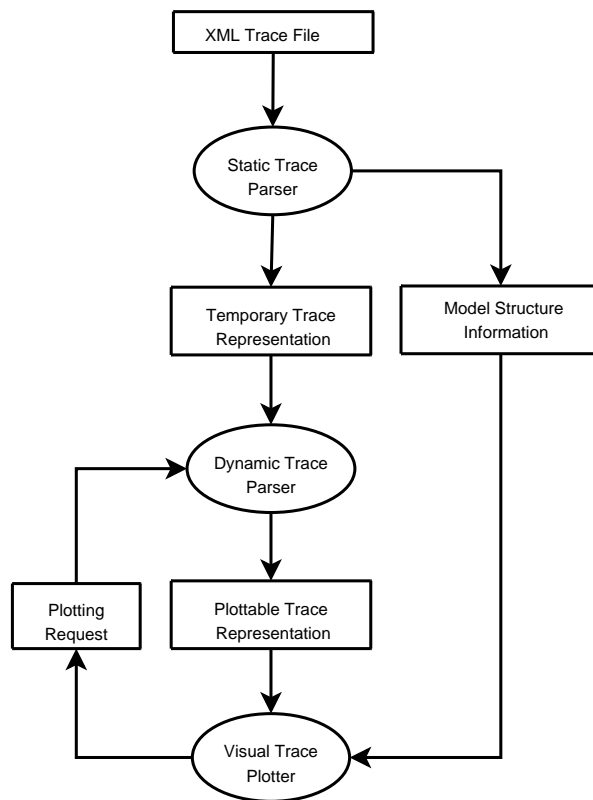 XML Trace File
Static Trace
Parser
Temporary Trace
Representation
Model Structure
Information
Dynamic Trace
Parser
Plotting
Request
Plottable Trace
Representation
Visual Trace
Plotter